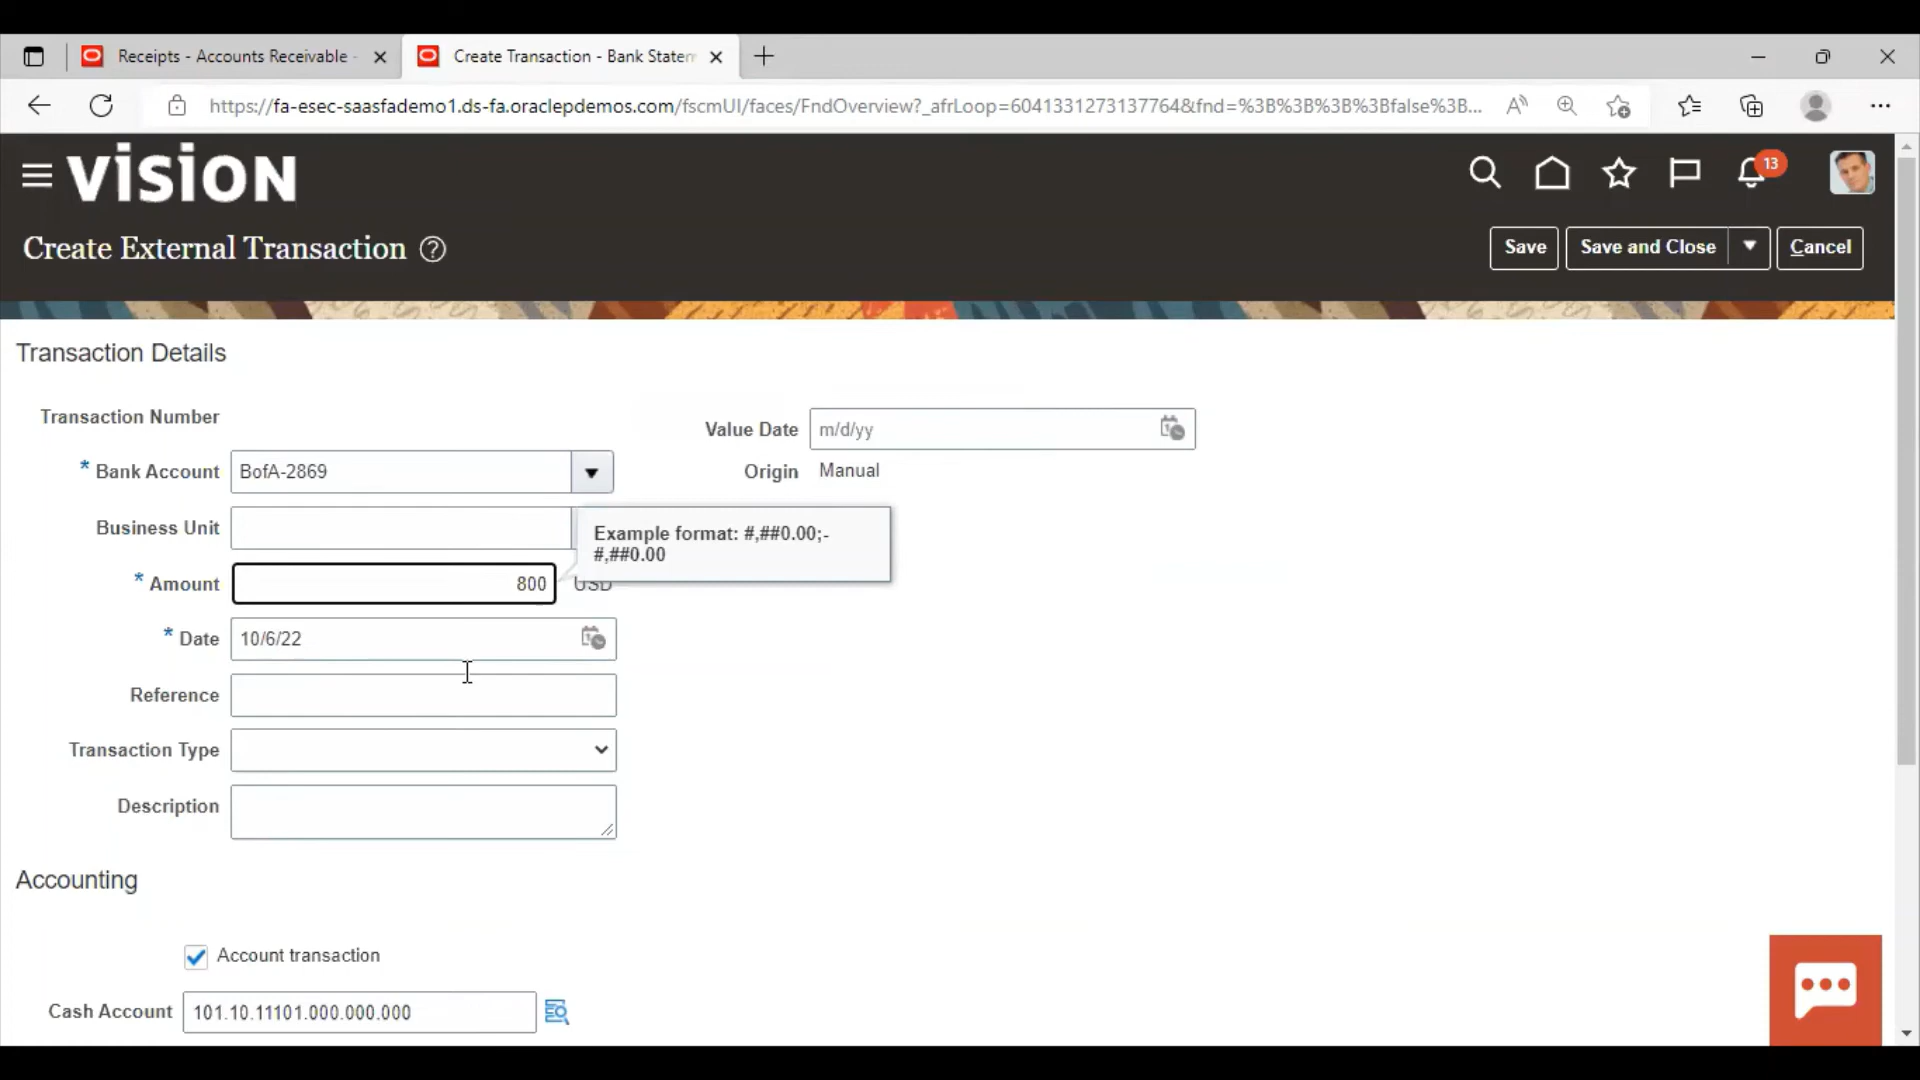 Receipts - Accounts Receivable -
Create Transaction - Bank Statem
https://fa-esec-saasfademo1.ds-fa.oraclepdemos.com/fscmUI/faces/FndOverview?_afrLoop=6041331273137764&fnd=%3B%3B%3B%3Bfalse%3B...
VISION
13
Create External Transaction ?
Save
Save and Close
Cancel
Transaction Details
Transaction Number
Value Date m/d/yy
* Bank Account BofA-2869
Origin Manual
Business Unit
Example format: #,##0.00;-
#,##0.00
* Amount 800 USD
* Date 10/6/22
Reference
Transaction Type
Description
Accounting
Account transaction
Cash Account 101.10.11101.000.000.000